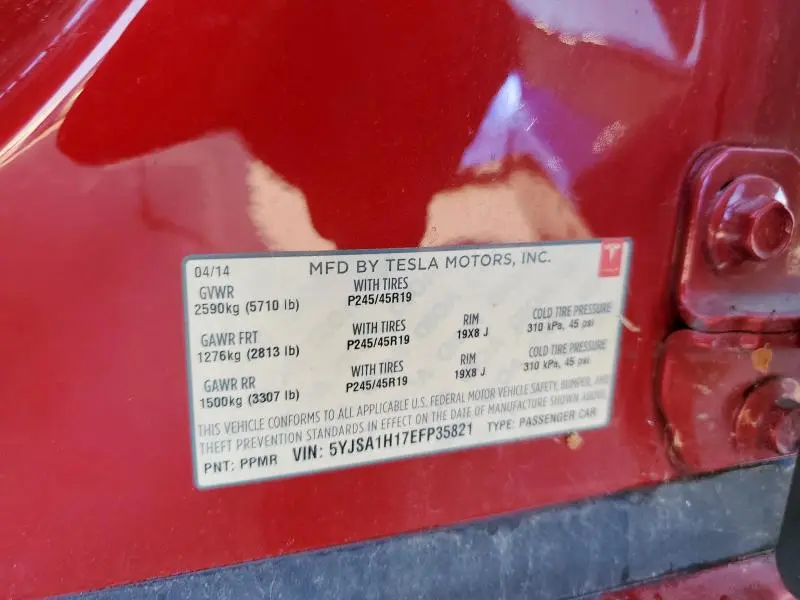 04/14 MFD BY TESLA MOTORS, INC.
GVWR WITH TIRES
2590kg (5710 lb) P245/45R19
GAWR FRT WITH TIRES RIM COLD TIRE PRESSURE
1276kg (2813 lb) P245/45R19 19X8 J 310 kPa, 45 psi
GAWR RR WITH TIRES RIM COLD TIRE PRESSURE
1500kg (3307 lb) P245/45R19 19X8 J 310 kPa, 45 psi
THIS VEHICLE CONFORMS TO ALL APPLICABLE U.S. FEDERAL MOTOR VEHICLE SAFETY, BUMPER, AND
THEFT PREVENTION STANDARDS IN EFFECT ON THE DATE OF MANUFACTURE SHOWN ABOVE.
PNT: PPMR VIN: 5YJSA1H17EFP35821 TYPE: PASSENGER CAR